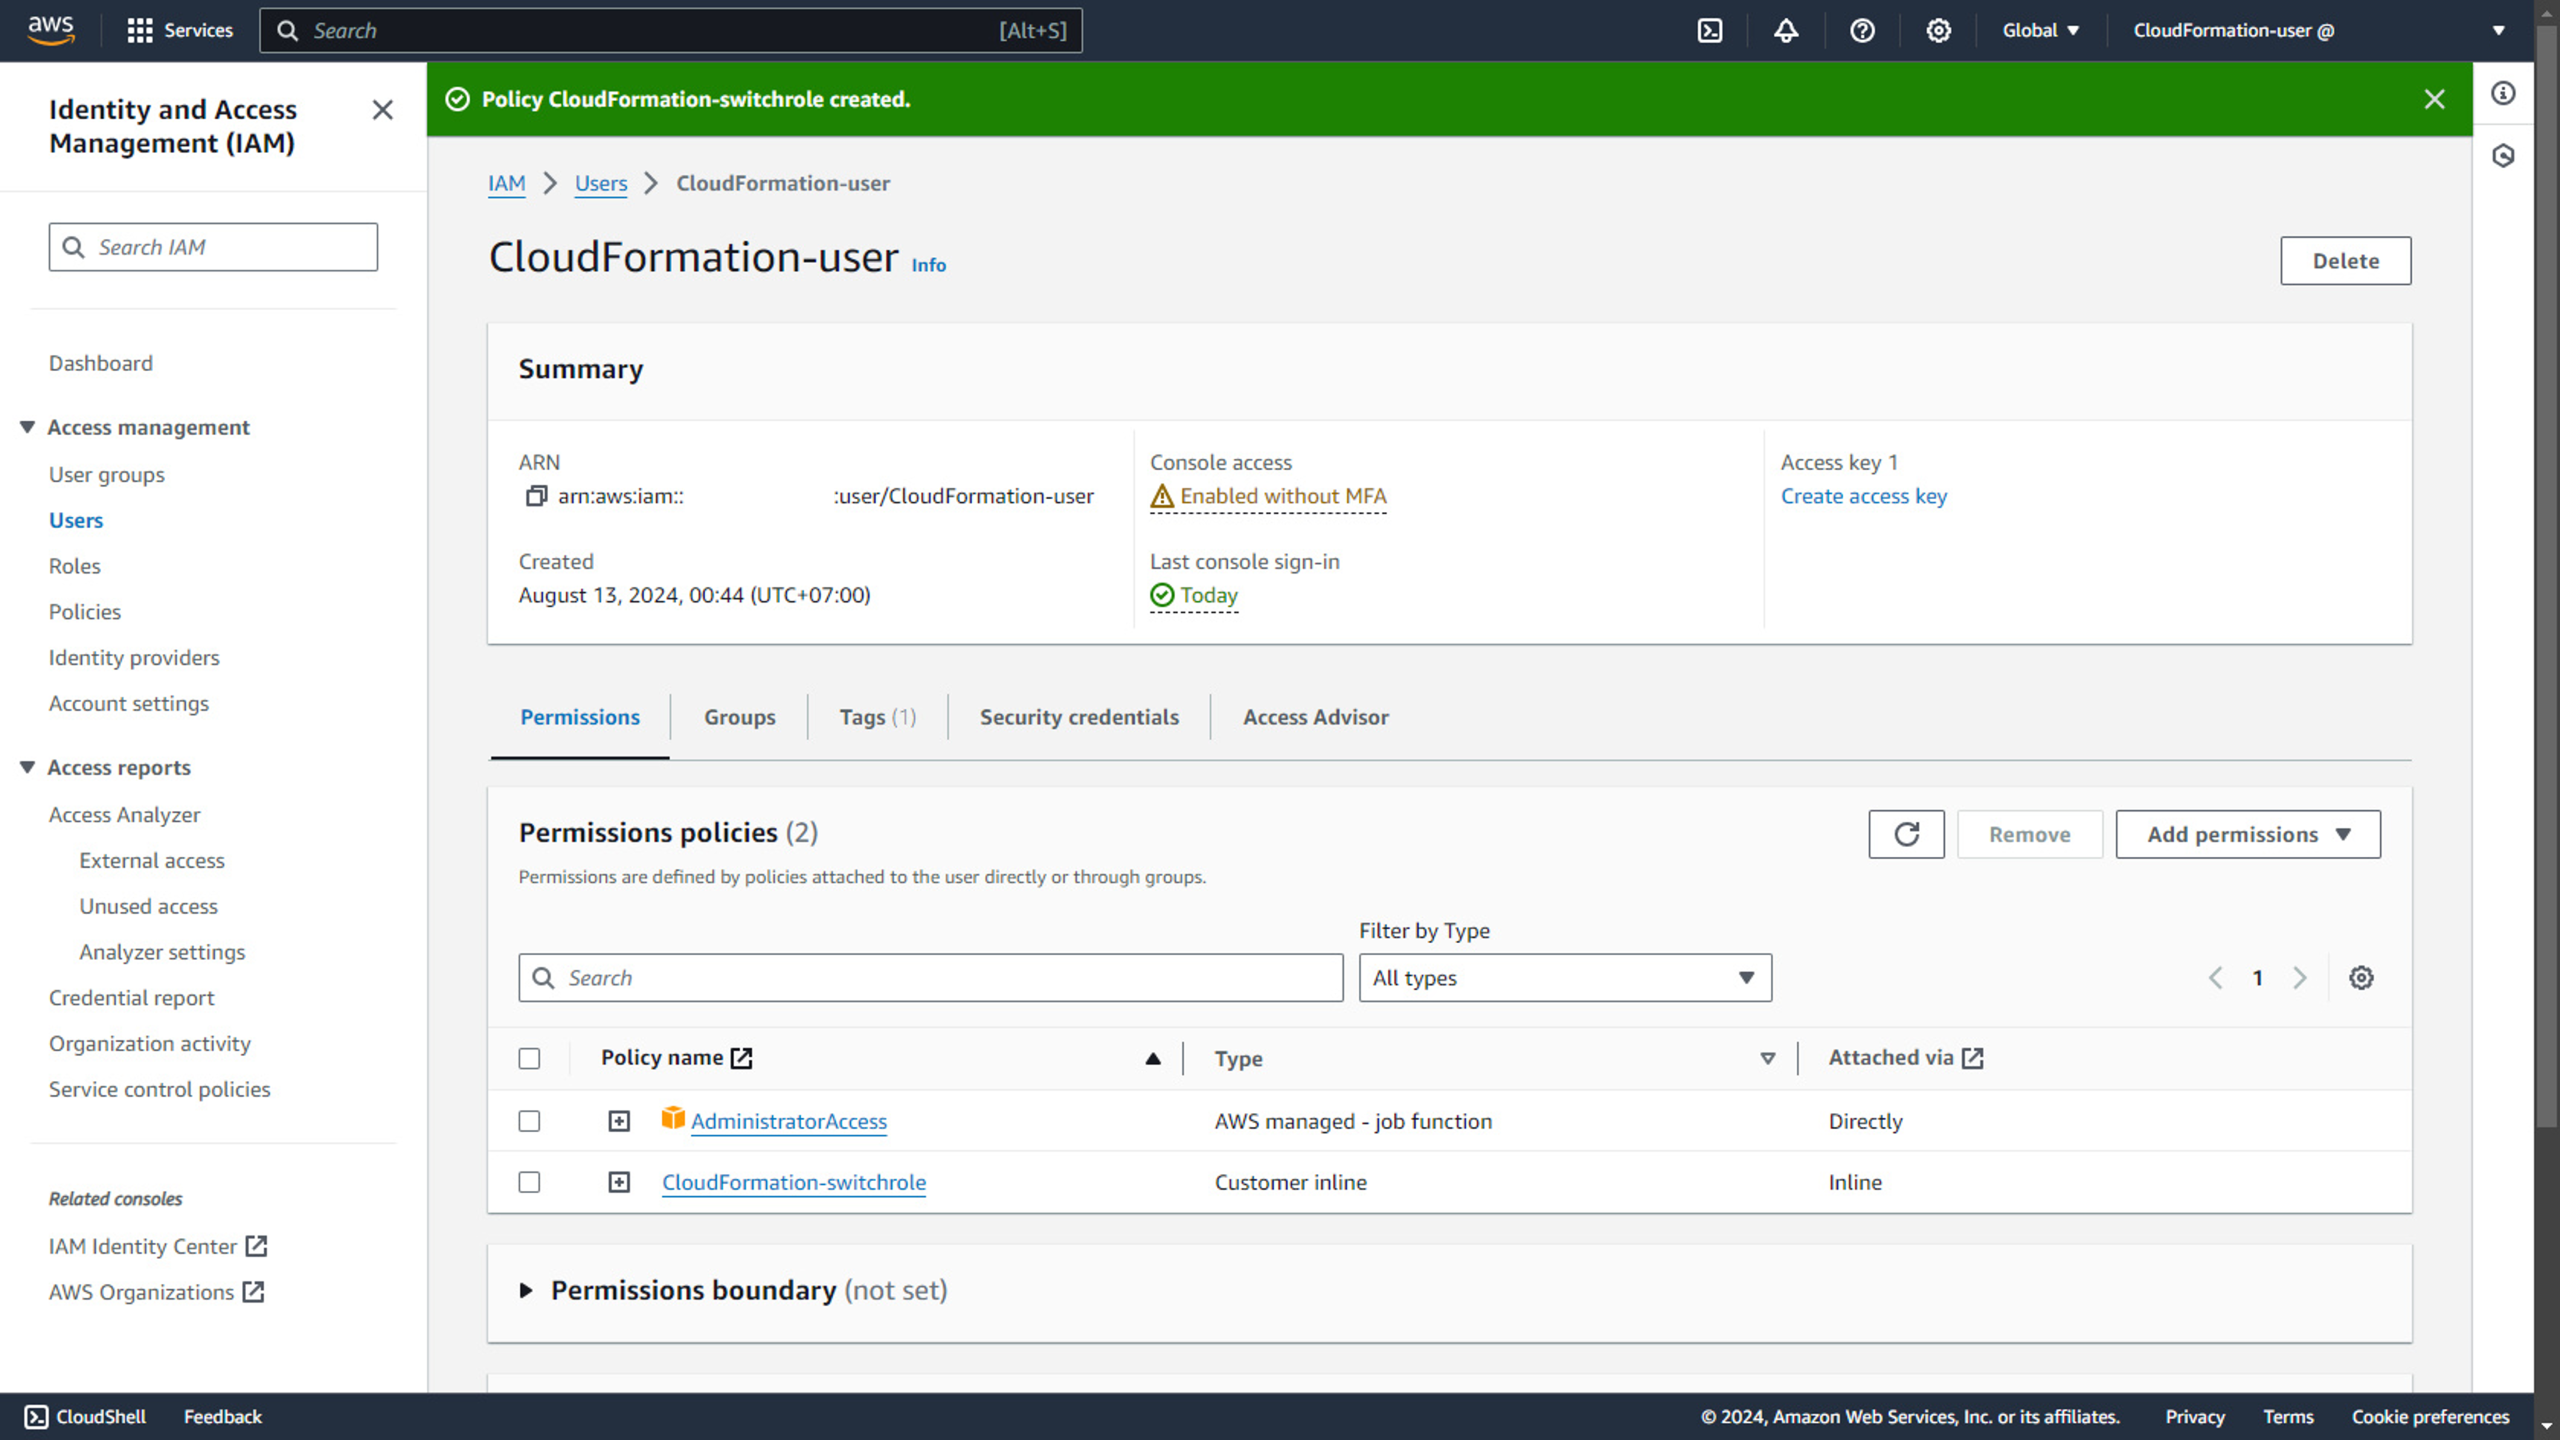 aws
Services
Search
[Alt+S]
Global
CloudFormation-user @
Identity and Access
Management (IAM)
Search IAM
Dashboard
Access management
User groups
Users
Roles
Policies
Identity providers
Account settings
Access reports
Access Analyzer
External access
Unused access
Analyzer settings
Credential report
Organization activity
Service control policies
Related consoles
IAM Identity Center
AWS Organizations
Policy CloudFormation-switchrole created.
IAM > Users > CloudFormation-user
CloudFormation-user Info
Delete
Summary
ARN
arn:aws:iam:: :user/CloudFormation-user
Created
August 13, 2024, 00:44 (UTC+07:00)
Console access
Enabled without MFA
Last console sign-in
Today
Access key 1
Create access key
Permissions
Groups
Tags (1)
Security credentials
Access Advisor
Permissions policies (2)
Permissions are defined by policies attached to the user directly or through groups.
Remove
Add permissions
Filter by Type
Search
All types
1
Policy name
Type
Attached via
AdministratorAccess
AWS managed - job function
Directly
CloudFormation-switchrole
Customer inline
Inline
Permissions boundary (not set)
CloudShell
Feedback
© 2024, Amazon Web Services, Inc. or its affiliates.
Privacy
Terms
Cookie preferences